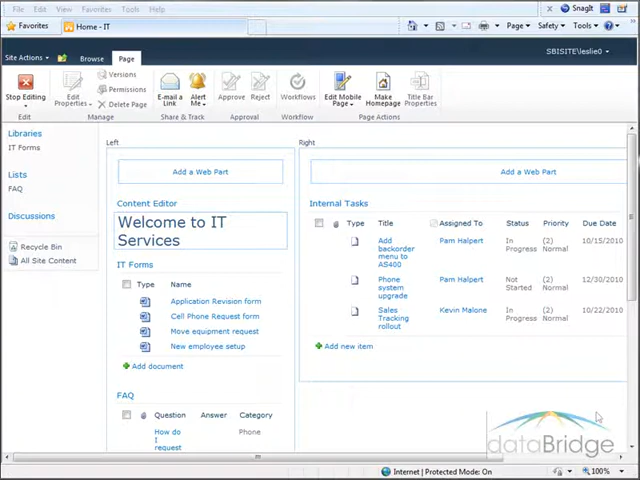 File Edit View Favorites Tools Help
SnagIt
Favorites
Home - IT
Page
Safety
Tools
Site Actions
Browse
Page
SBISITE\leslie0
Stop Editing
Edit Properties
Versions
Permissions
Delete Page
E-mail a Link
Alert Me
Approve
Reject
Workflows
Edit Mobile Page
Make Homepage
Title Bar Properties
Edit
Manage
Share & Track
Approval
Workflow
Page Actions
Libraries
IT Forms
Lists
FAQ
Discussions
Recycle Bin
All Site Content
Left
Add a Web Part
Content Editor
Welcome to IT
Services
IT Forms
Type Name
Application Revision form
Cell Phone Request form
Move equipment request
New employee setup
Add document
FAQ
Question Answer Category
How do Phone
I
request
Right
Add a Web Part
Internal Tasks
Type Title Assigned To Status Priority Due Date
Add backorder menu to AS400 Pam Halpert In Progress (2) Normal 10/15/2010
Phone system upgrade Pam Halpert Not Started (2) Normal 12/30/2010
Sales Tracking rollout Kevin Malone In Progress (2) Normal 10/22/2010
Add new item
dataBridge
Internet | Protected Mode: On
100%